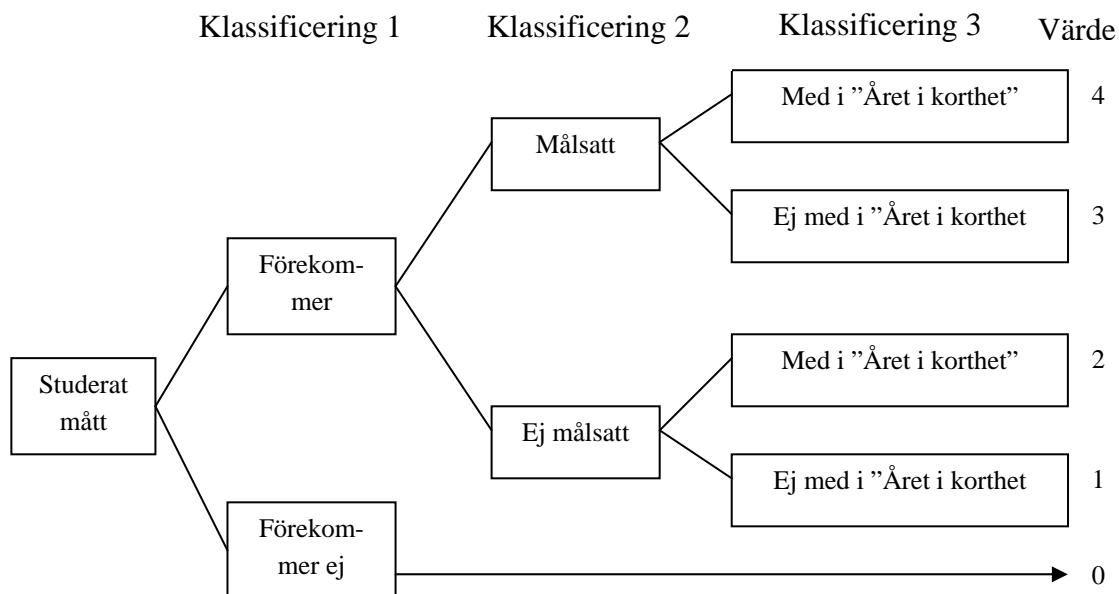 Klassificering 1 Klassificering 2 Klassificering 3 Värde
Med i ”Året i korthet” 4
Målsatt
Ej med i ”Året i korthet 3
Förekom-
mer
Med i ”Året i korthet” 2
Studerat
mått
Ej målsatt
Ej med i ”Året i korthet 1
Förekom-
mer ej
0